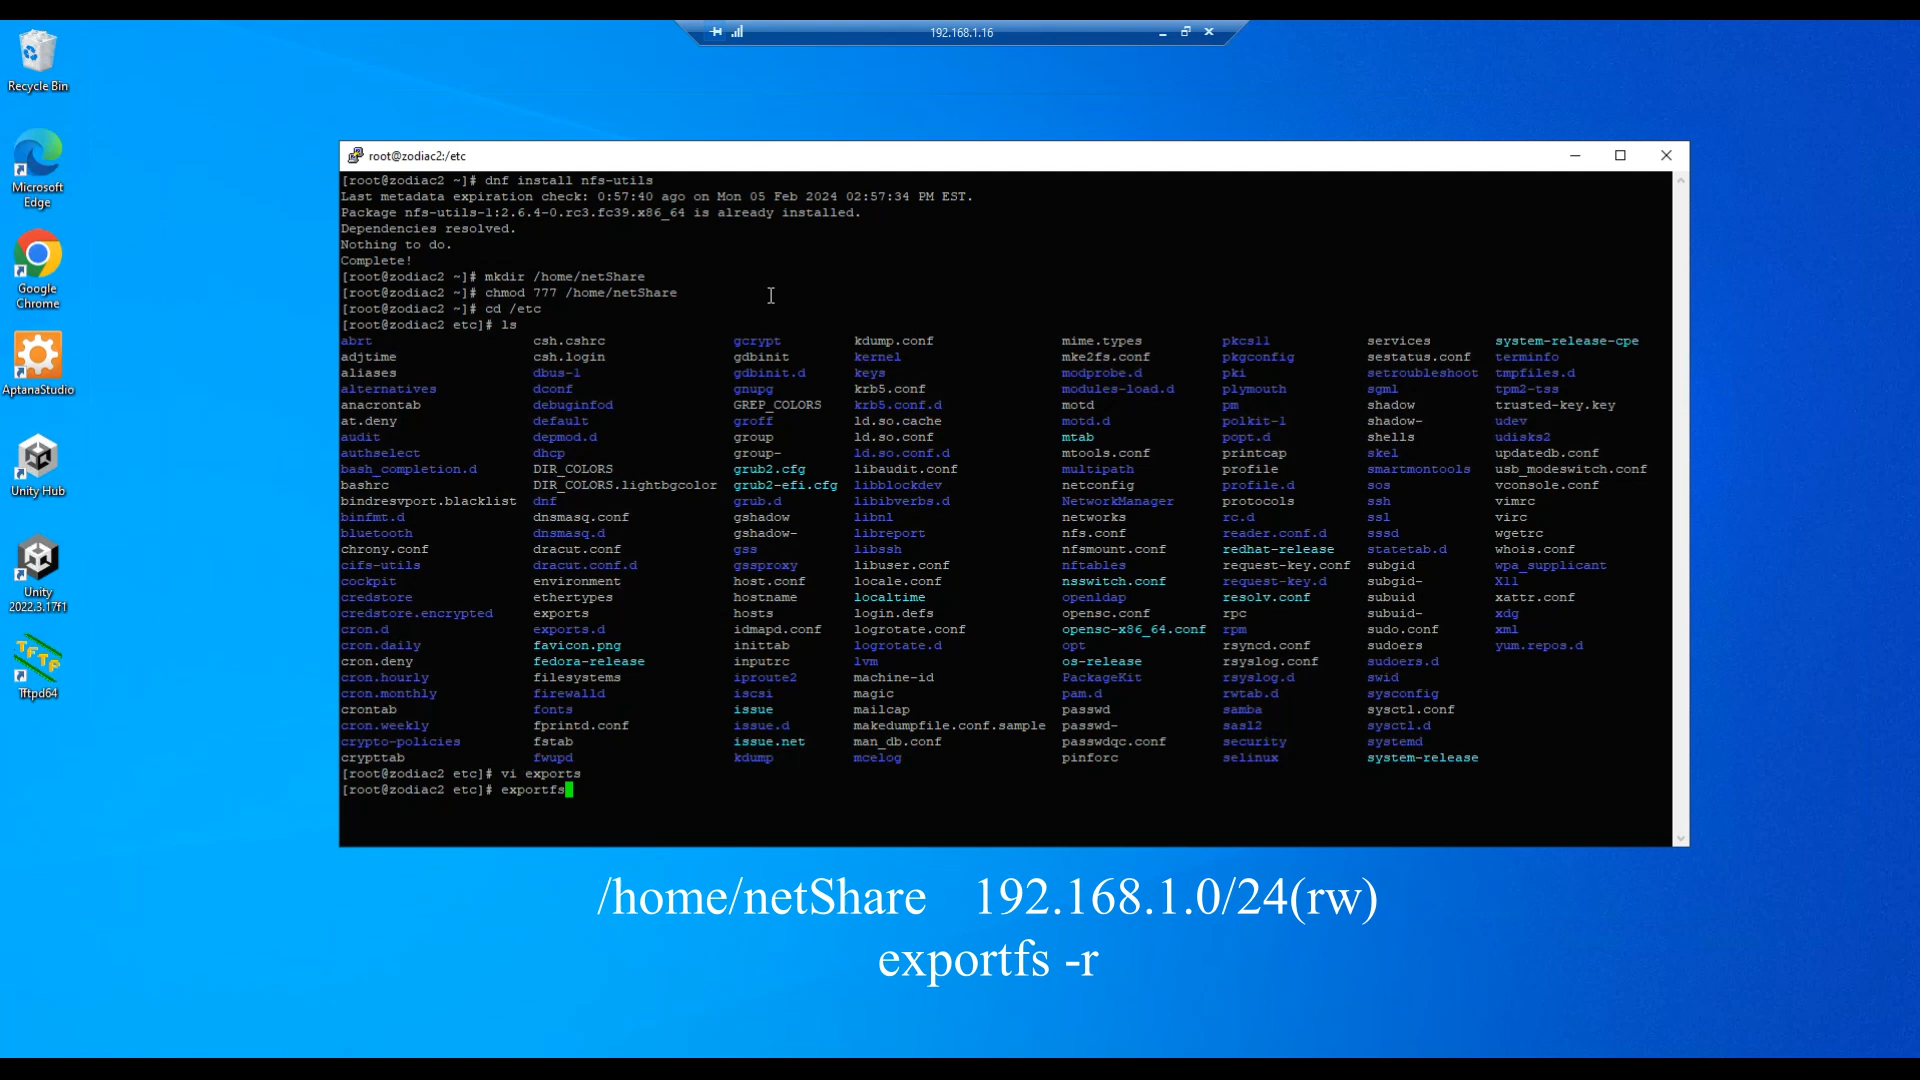 192.168.1.16
Recycle Bin
Microsoft
Edge
Google
Chrome
AptanaStudio
Unity Hub
Unity
2022.3.17f1
Tftpd64
root@zodiac2:/etc
[root@zodiac2 ~]# dnf install nfs-utils
Last metadata expiration check: 0:57:40 ago on Mon 05 Feb 2024 02:57:34 PM EST.
Package nfs-utils-1:2.6.4-0.rc3.fc39.x86_64 is already installed.
Dependencies resolved.
Nothing to do.
Complete!
[root@zodiac2 ~]# mkdir /home/netShare
[root@zodiac2 ~]# chmod 777 /home/netShare
[root@zodiac2 ~]# cd /etc
[root@zodiac2 etc]# ls
abrt csh.cshrc gcrypt kdump.conf mime.types pkcs11 services system-release-cpe
adjtime csh.login gdbinit kernel mke2fs.conf pkgconfig sestatus.conf terminfo
aliases dbus-1 gdbinit.d keys modprobe.d pki setroubleshoot tmpfiles.d
alternatives dconf gnupg krb5.conf modules-load.d plymouth sgml tpm2-tss
anacrontab debuginfod GREP_COLORS krb5.conf.d motd pm shadow trusted-key.key
at.deny default groff ld.so.cache motd.d polkit-1 shadow- udev
audit depmod.d group ld.so.conf mtab popt.d shells udisks2
authselect dhcp group- ld.so.conf.d mtools.conf printcap skel updatedb.conf
bash_completion.d DIR_COLORS grub2.cfg libaudit.conf multipath profile smartmontools usb_modeswitch.conf
bashrc DIR_COLORS.lightbgcolor grub2-efi.cfg libblockdev netconfig profile.d sos vconsole.conf
bindresvport.blacklist dnf grub.d libibverbs.d NetworkManager protocols ssh vimrc
binfmt.d dnsmasq.conf gshadow libnl networks rc.d ssl virc
bluetooth dnsmasq.d gshadow- libreport nfs.conf reader.conf.d sssd wgetrc
chrony.conf dracut.conf gss libssh nfsmount.conf redhat-release statetab.d whois.conf
cifs-utils dracut.conf.d gssproxy libuser.conf nftables request-key.conf subgid wpa_supplicant
cockpit environment host.conf locale.conf nsswitch.conf request-key.d subgid- X11
credstore ethertypes hostname localtime openldap resolv.conf subuid xattr.conf
credstore.encrypted exports hosts login.defs opensc.conf rpc subuid- xdg
cron.d exports.d idmapd.conf logrotate.conf opensc-x86_64.conf rpm sudo.conf xml
cron.daily favicon.png inittab logrotate.d opt rsyncd.conf sudoers yum.repos.d
cron.deny fedora-release inputrc lvm os-release rsyslog.conf sudoers.d
cron.hourly filesystems iproute2 machine-id PackageKit rsyslog.d swid
cron.monthly firewalld iscsi magic pam.d rwtab.d sysconfig
crontab fonts issue mailcap passwd samba sysctl.conf
cron.weekly fprintd.conf issue.d makedumpfile.conf.sample passwd- sasl2 sysctl.d
crypto-policies fstab issue.net man_db.conf passwdqc.conf security systemd
crypttab fwupd kdump mcelog pinforc selinux system-release
[root@zodiac2 etc]# vi exports
[root@zodiac2 etc]# exportfs
/home/netShare 192.168.1.0/24(rw)
exportfs -r